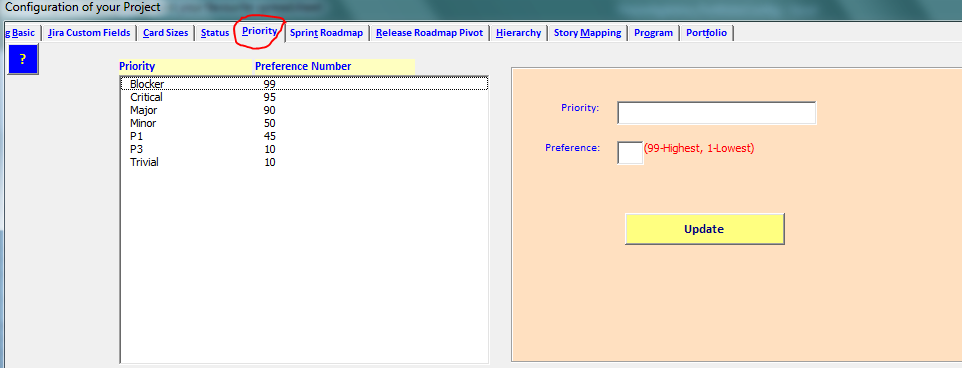 Configuration of your Project
g Basic Jira Custom Fields Card Sizes Status Priority Sprint Roadmap Release Roadmap Pivot Hierarchy Story Mapping Program Portfolio
?
Priority Preference Number
Blocker 99
Critical 95
Major 90
Minor 50
P1 45
P3 10
Trivial 10
Priority:
Preference: (99-Highest, 1-Lowest)
Update